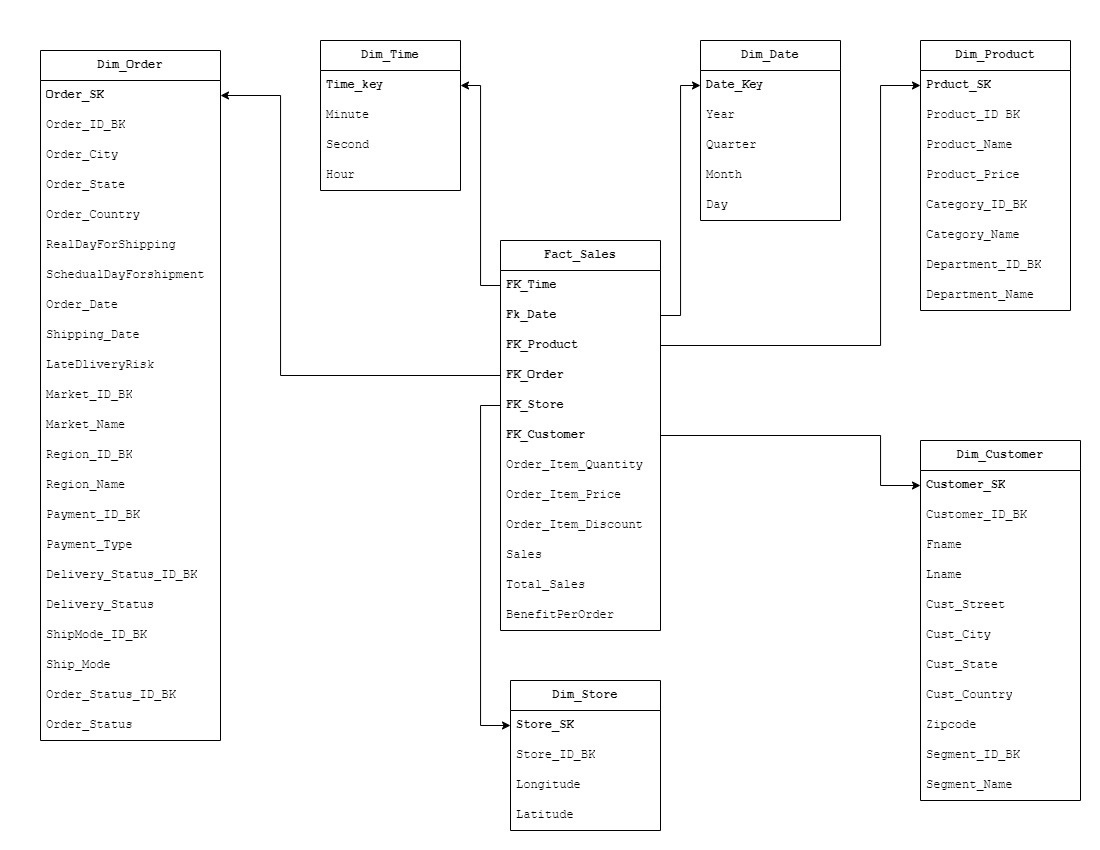 Dim_Order
Order_SK
Order_ID_BK
Order_City
Order_State
Order_Country
RealDayForShipping
SchedualDayForshipment
Order_Date
Shipping_Date
LateDliveryRisk
Market_ID_BK
Market_Name
Region_ID_BK
Region_Name
Payment_ID_BK
Payment_Type
Delivery_Status_ID_BK
Delivery_Status
ShipMode_ID_BK
Ship_Mode
Order_Status_ID_BK
Order_Status
Dim_Time
Time_key
Minute
Second
Hour
Dim_Date
Date_Key
Year
Quarter
Month
Day
Dim_Product
Prduct_SK
Product_ID BK
Product_Name
Product_Price
Category_ID_BK
Category_Name
Department_ID_BK
Department_Name
Fact_Sales
FK_Time
Fk_Date
FK_Product
FK_Order
FK_Store
FK_Customer
Order_Item_Quantity
Order_Item_Price
Order_Item_Discount
Sales
Total_Sales
BenefitPerOrder
Dim_Customer
Customer_SK
Customer_ID_BK
Fname
Lname
Cust_Street
Cust_City
Cust_State
Cust_Country
Zipcode
Segment_ID_BK
Segment_Name
Dim_Store
Store_SK
Store_ID_BK
Longitude
Latitude